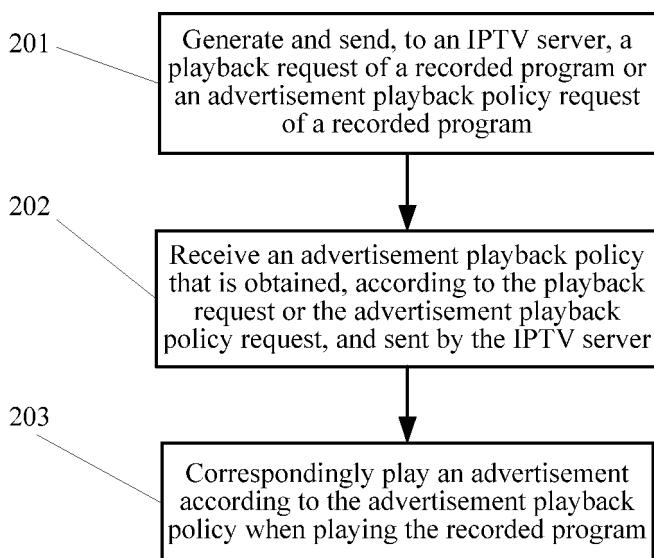 201
Generate and send, to an IPTV server, a
playback request of a recorded program or
an advertisement playback policy request
of a recorded program
202
Receive an advertisement playback policy
that is obtained, according to the playback
request or the advertisement playback
policy request, and sent by the IPTV server
203
Correspondingly play an advertisement
according to the advertisement playback
policy when playing the recorded program